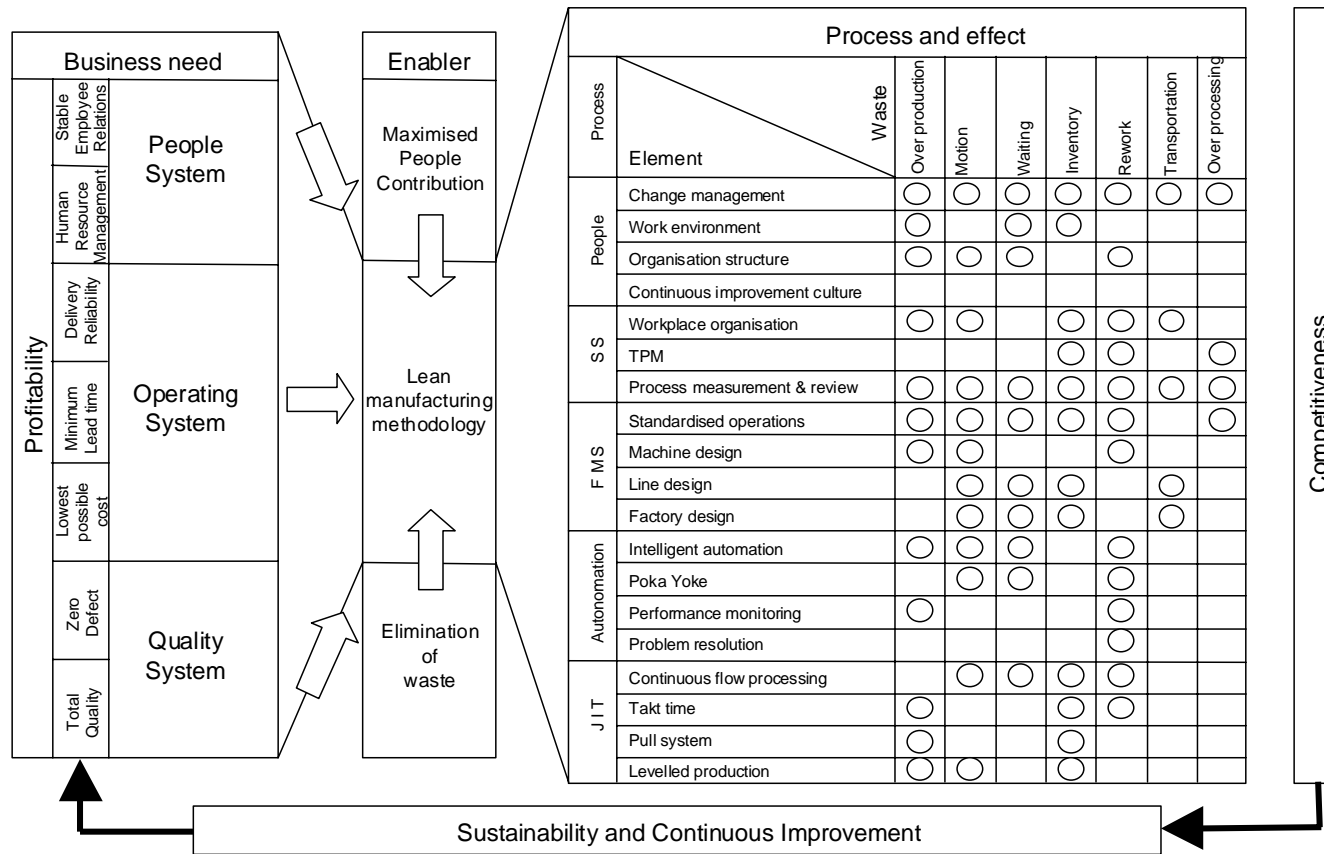 Business need
Profitability
Stable
Employee
Relations
Human
Resource
Management
Delivery
Reliability
Minimum
Lead time
Lowest
possible
cost
Zero
Defect
Total
Quality
People
System
Operating
System
Quality
System
Enabler
Maximised
People
Contribution
Lean
manufacturing
methodology
Elimination
of
waste
Process and effect
Process
Element
Waste
Over production
Motion
Waiting
Inventory
Rework
Transportation
Over processing
People
Change management
Work environment
Organisation structure
Continuous improvement culture
S S
Workplace organisation
TPM
Process measurement & review
F M S
Standardised operations
Machine design
Line design
Factory design
Autonomation
Intelligent automation
Poka Yoke
Performance monitoring
Problem resolution
J I T
Continuous flow processing
Takt time
Pull system
Levelled production
Competitiveness
Sustainability and Continuous Improvement